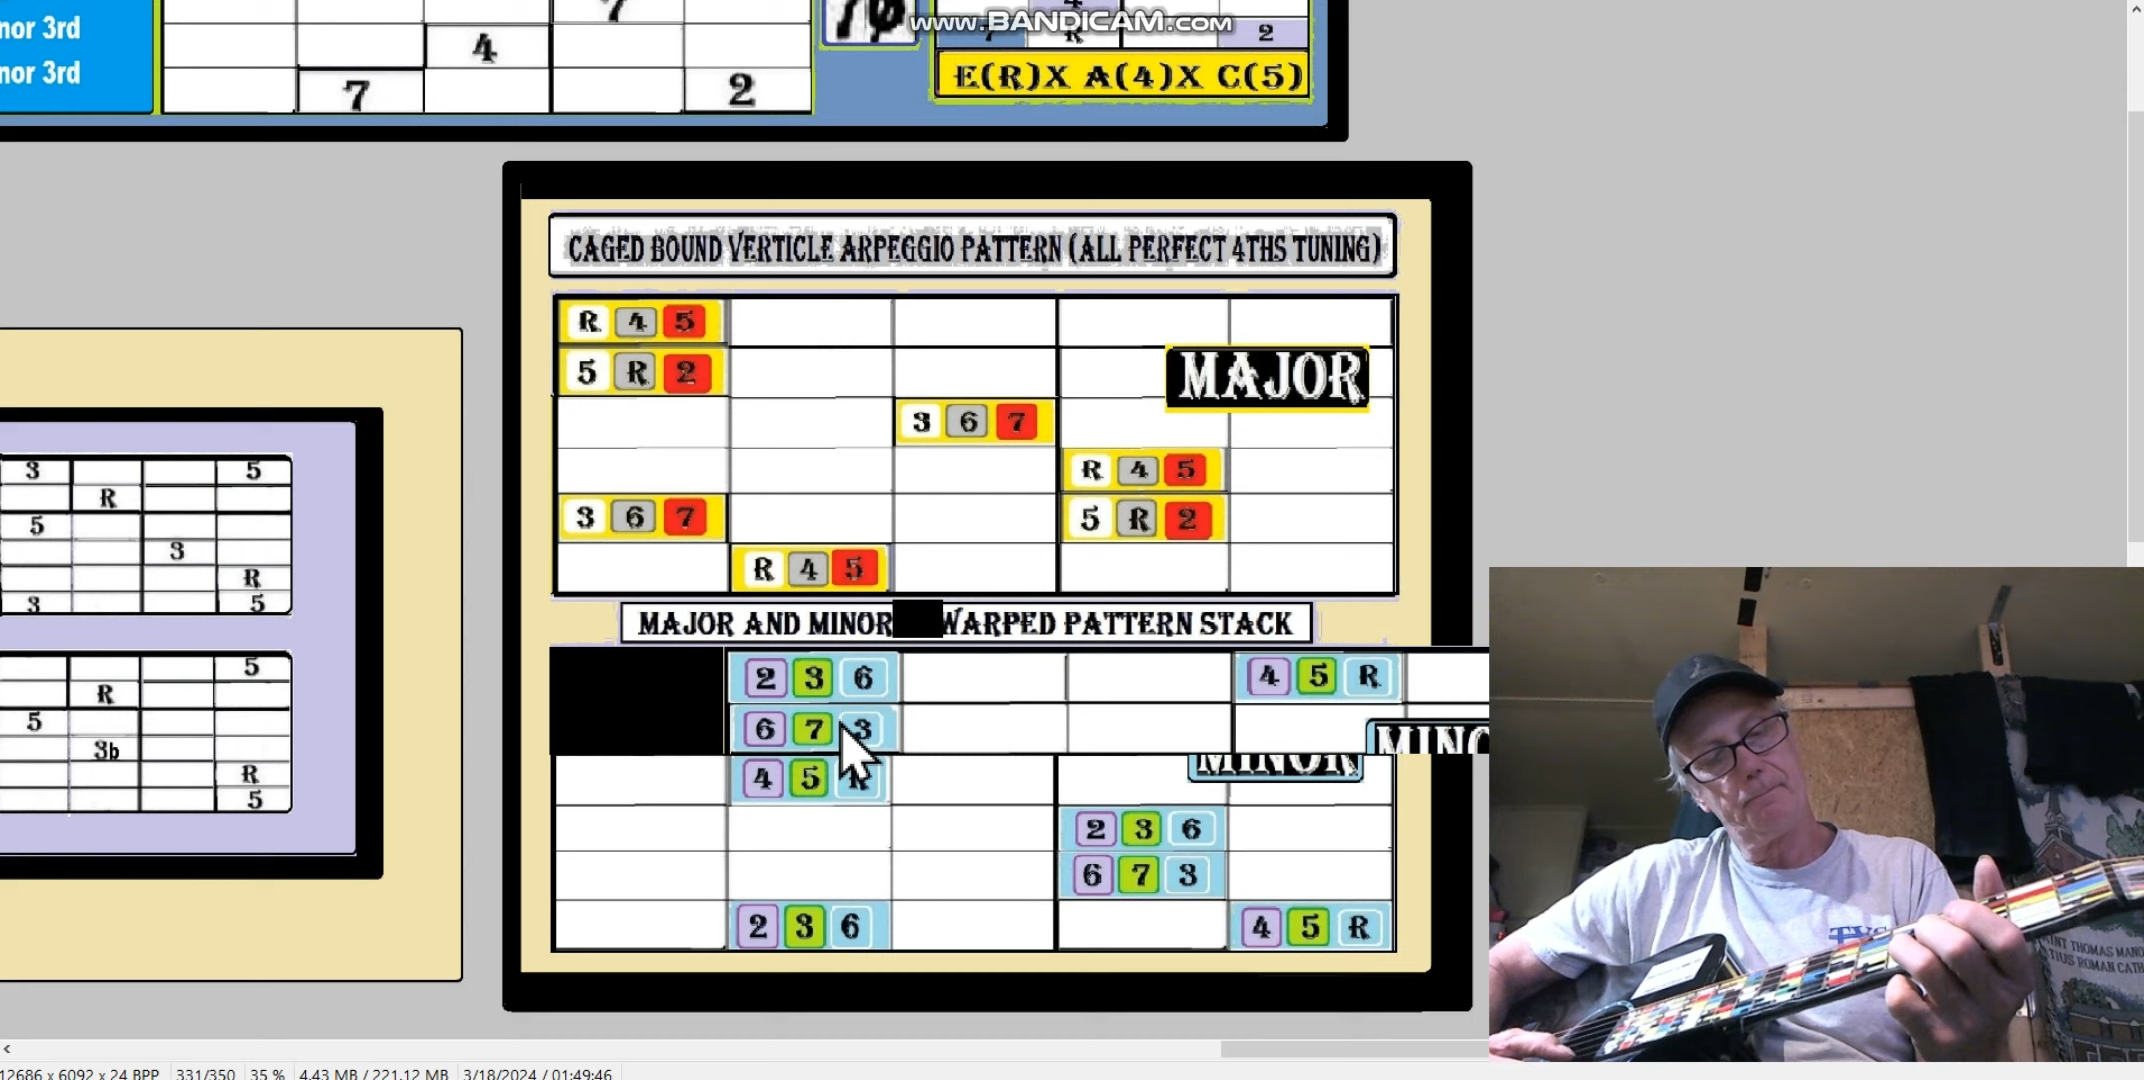 nor 3rd
nor 3rd
7
4
7 2
www.BANDICAM.com
4
7 R 2
E(R)X A(4)X C(5)
CAGED BOUND VERTICLE ARPEGGIO PATTERN (ALL PERFECT 4THS TUNING)
R 4 5
5 R 2
MAJOR
3 6 7
R 4 5
3 6 7 5 R 2
R 4 5
MAJOR AND MINOR WARPED PATTERN STACK
2 3 6 4 5 R
6 7 3
MINO
4 5 R
MINOR
2 3 6
6 7 3
2 3 6 4 5 R
3 5
R
5
3
R
3 5
5
R
5
3b
R
5
12686 x 6092 x 24 BPP 331/350 35 % 4.43 MB / 221.12 MB 3/18/2024 / 01:49:46